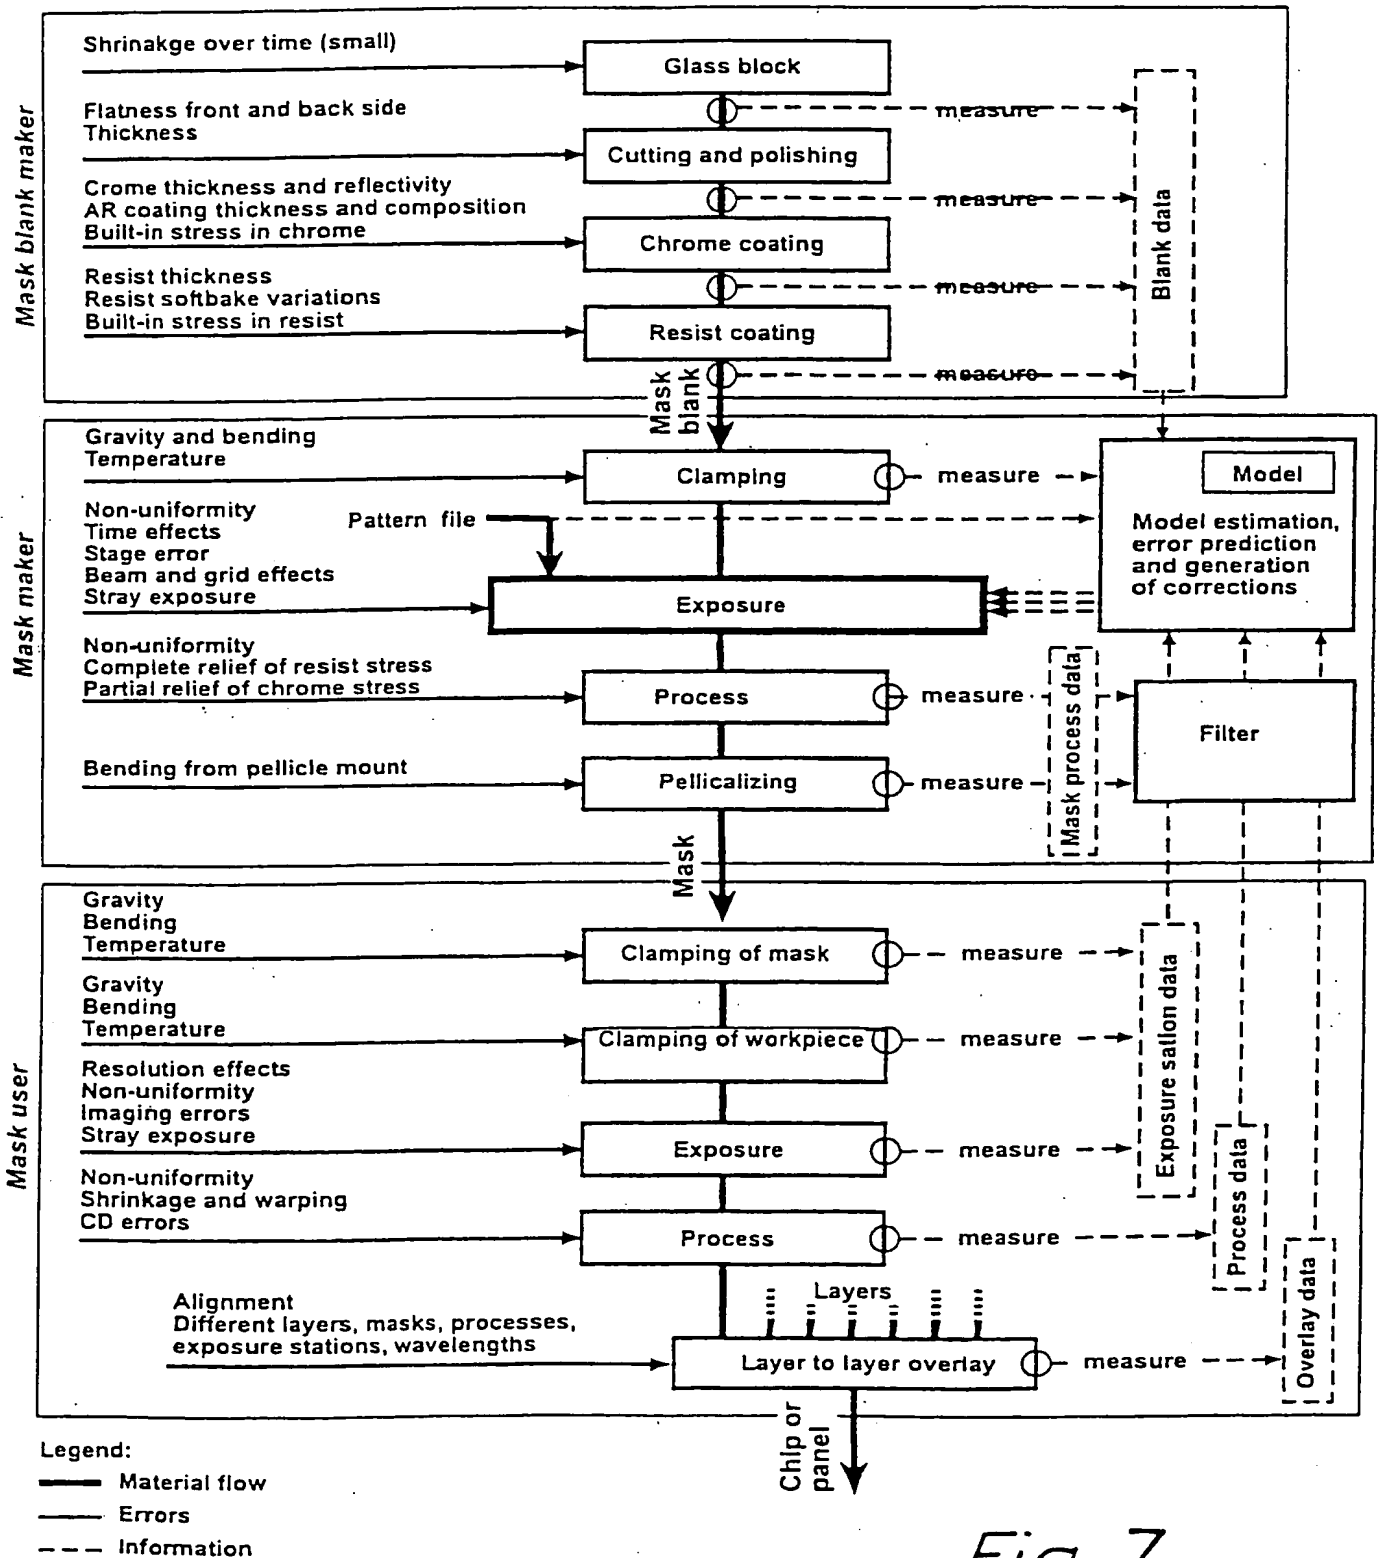 Mask blank maker
Shrinakge over time (small)
Glass block
Flatness front and back side
Thickness
measure
Cutting and polishing
Crome thickness and reflectivity
AR coating thickness and composition
Built-in stress in chrome
measure
Chrome coating
Resist thickness
Resist softbake variations
Built-in stress in resist
measure
Resist coating
measure
Blank data
Mask
blank
Mask maker
Gravity and bending
Temperature
Clamping
measure
Model
Model estimation,
error prediction
and generation
of corrections
Non-uniformity
Time effects
Stage error
Beam and grid effects
Stray exposure
Pattern file
Exposure
Non-uniformity
Complete relief of resist stress
Partial relief of chrome stress
Process
measure
Mask process data
Filter
Bending from pellicle mount
Pellicalizing
measure
Mask
Mask user
Gravity
Bending
Temperature
Clamping of mask
measure
Gravity
Bending
Temperature
Clamping of workpiece
measure
Exposure sation data
Resolution effects
Non-uniformity
Imaging errors
Stray exposure
Exposure
measure
Non-uniformity
Shrinkage and warping
CD errors
Process
measure
Process data
Layers
Alignment
Different layers, masks, processes,
exposure stations, wavelengths
Layer to layer overlay
measure
Overlay data
Chip or
panel
Legend:
Material flow
Errors
Information
Fig. 7